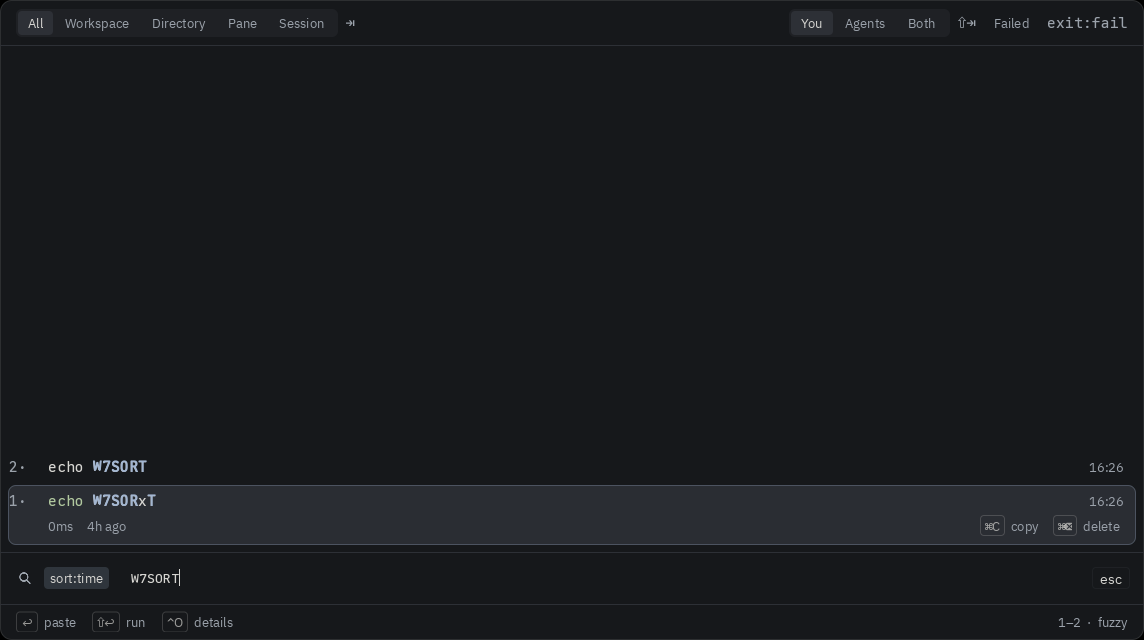 All Workspace Directory Pane Session ⇥ You Agents Both ⇧⇥ Failed exit:fail
2· echo W7SORT 16:26
1· echo W7SORxT 16:26
0ms 4h ago ⌘C copy ⌘⌫ delete
sort:time W7SORT esc
↩ paste ⇧↩ run ^O details 1–2 · fuzzy